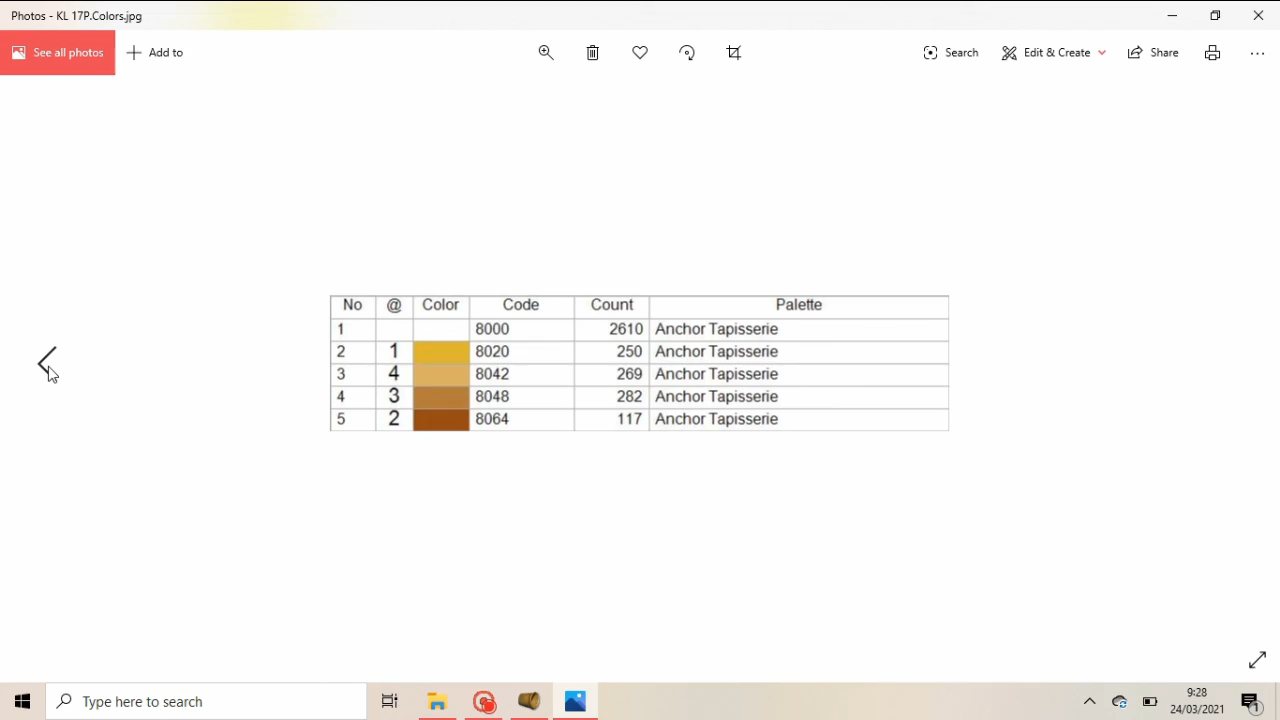 Photos - KL 17P.Colors.jpg
See all photos Add to Search Edit & Create Share
No @ Color Code Count Palette
1 8000 2610 Anchor Tapisserie
2 1 8020 250 Anchor Tapisserie
3 4 8042 269 Anchor Tapisserie
4 3 8048 282 Anchor Tapisserie
5 2 8064 117 Anchor Tapisserie
Type here to search 9:28
24/03/2021 1